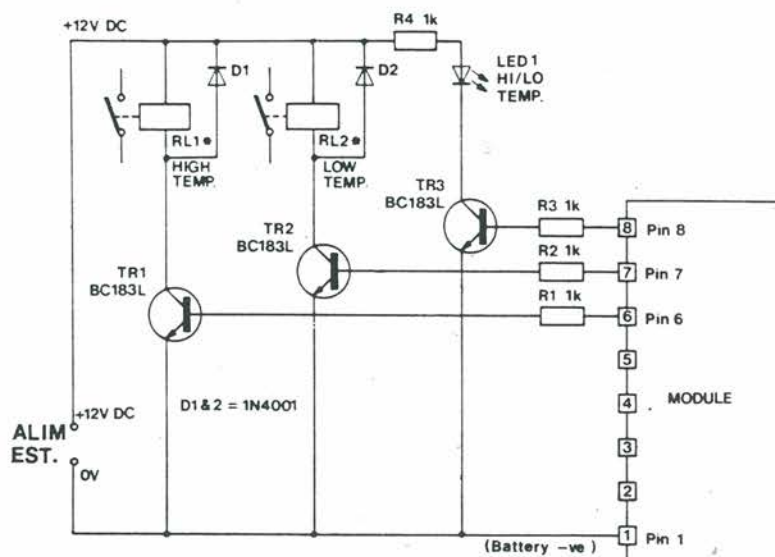 +12V DC
R4 1k
D1
D2
LED 1
HI/LO
TEMP.
RL1*
RL2*
HIGH
TEMP.
LOW
TEMP.
TR3
BC183L
R3 1k
8 Pin 8
TR2
BC183L
R2 1k
7 Pin 7
TR1
BC183L
R1 1k
6 Pin 6
5
4
3
2
MODULE
D1&2 = 1N4001
+12V DC
ALIM
EST.
0V
(Battery -ve)
1 Pin 1